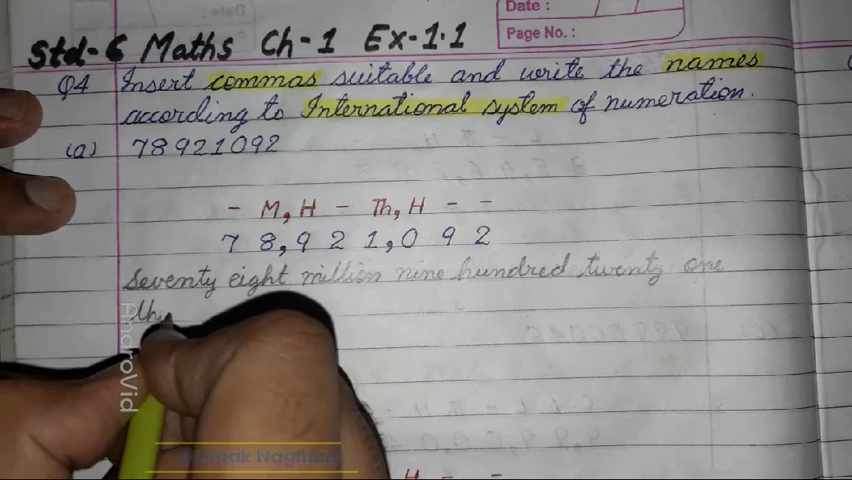 Date :
Page No. :
Std-6 Maths Ch-1 Ex-1.1
Q4 Insert commas suitable and write the names
according to International system of numeration.
(a) 78921092
- M, H - Th, H - -
7 8, 9 2 1, 0 9 2
Seventy eight million nine hundred twenty one
AndroVid
Deepak Naghera
H - -